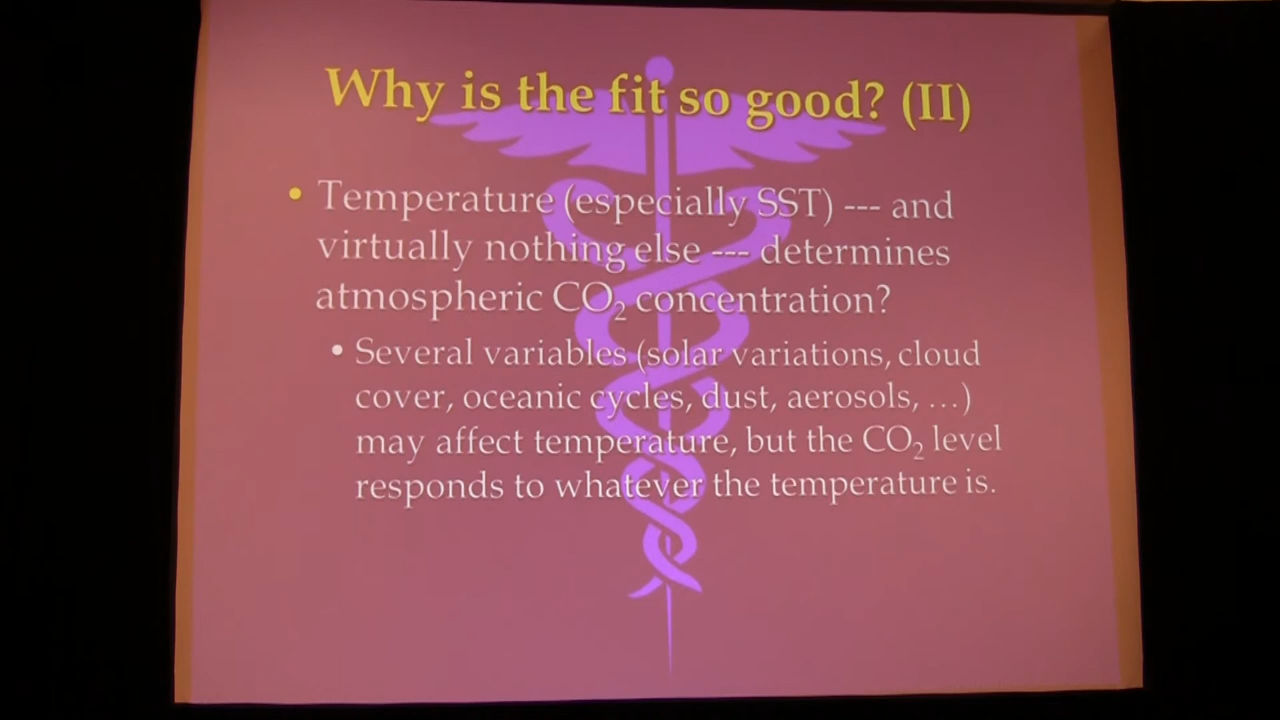 Why is the fit so good? (II)
• Temperature (especially SST) --- and
virtually nothing else --- determines
atmospheric CO₂ concentration?
• Several variables (solar variations, cloud
cover, oceanic cycles, dust, aerosols, …)
may affect temperature, but the CO₂ level
responds to whatever the temperature is.